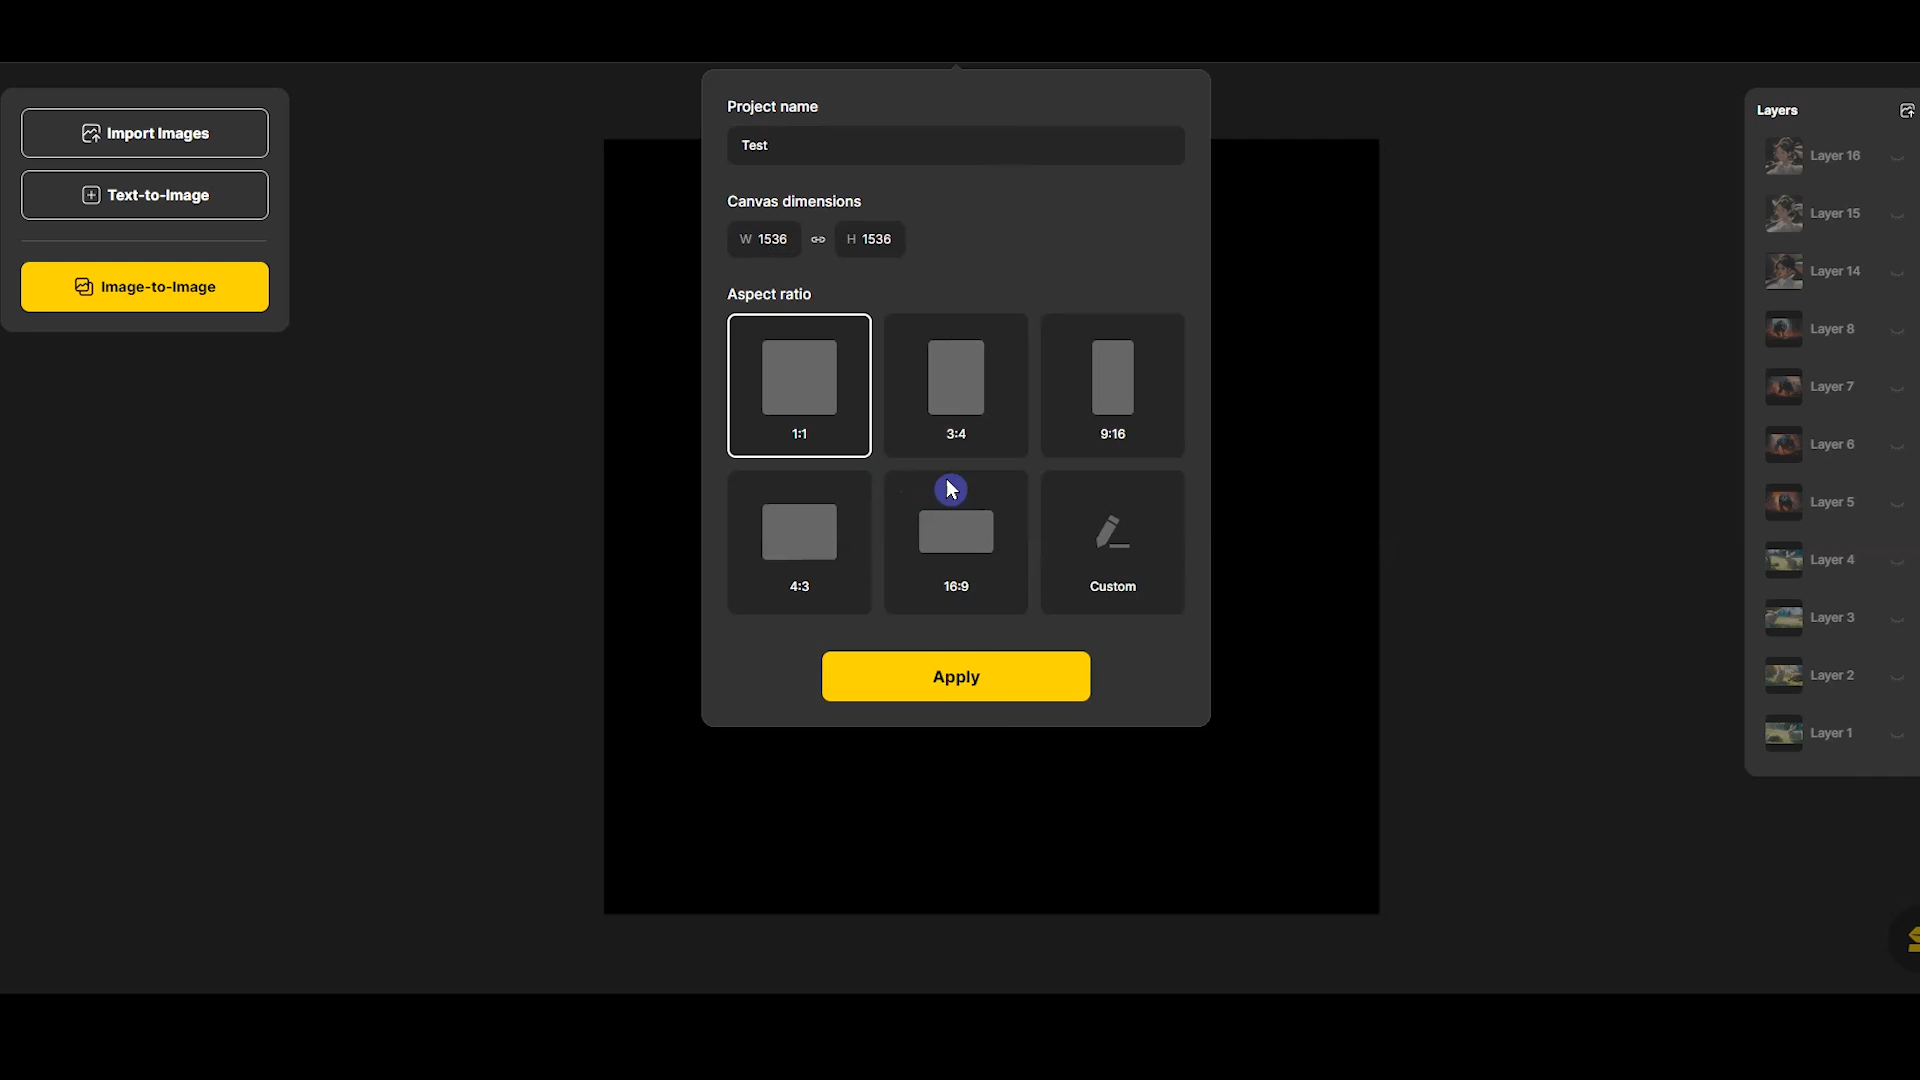 Import Images
Text-to-Image
Image-to-Image
Project name
Test
Canvas dimensions
W 1536 H 1536
Aspect ratio
1:1 3:4 9:16
4:3 16:9 Custom
Apply
Layers
Layer 16
Layer 15
Layer 14
Layer 8
Layer 7
Layer 6
Layer 5
Layer 4
Layer 3
Layer 2
Layer 1